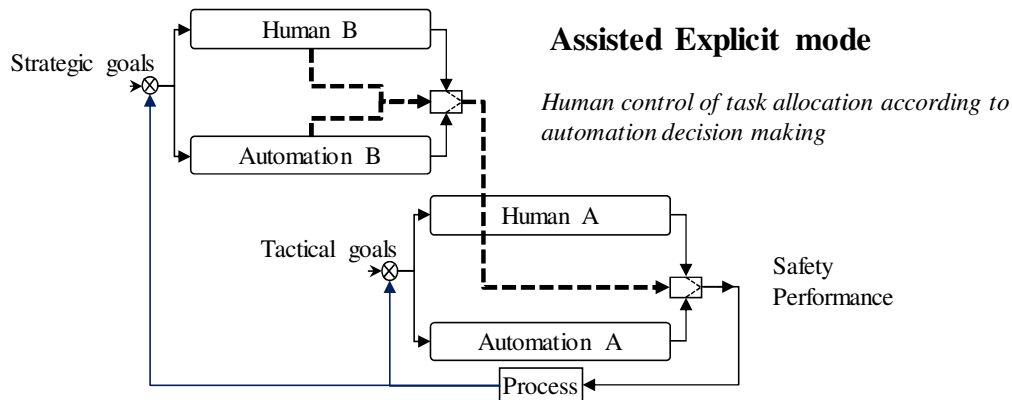 Human B
Assisted Explicit mode
Strategic goals
Human control of task allocation according to
automation decision making
Automation B
Human A
Tactical goals
Safety
Performance
Automation A
Process